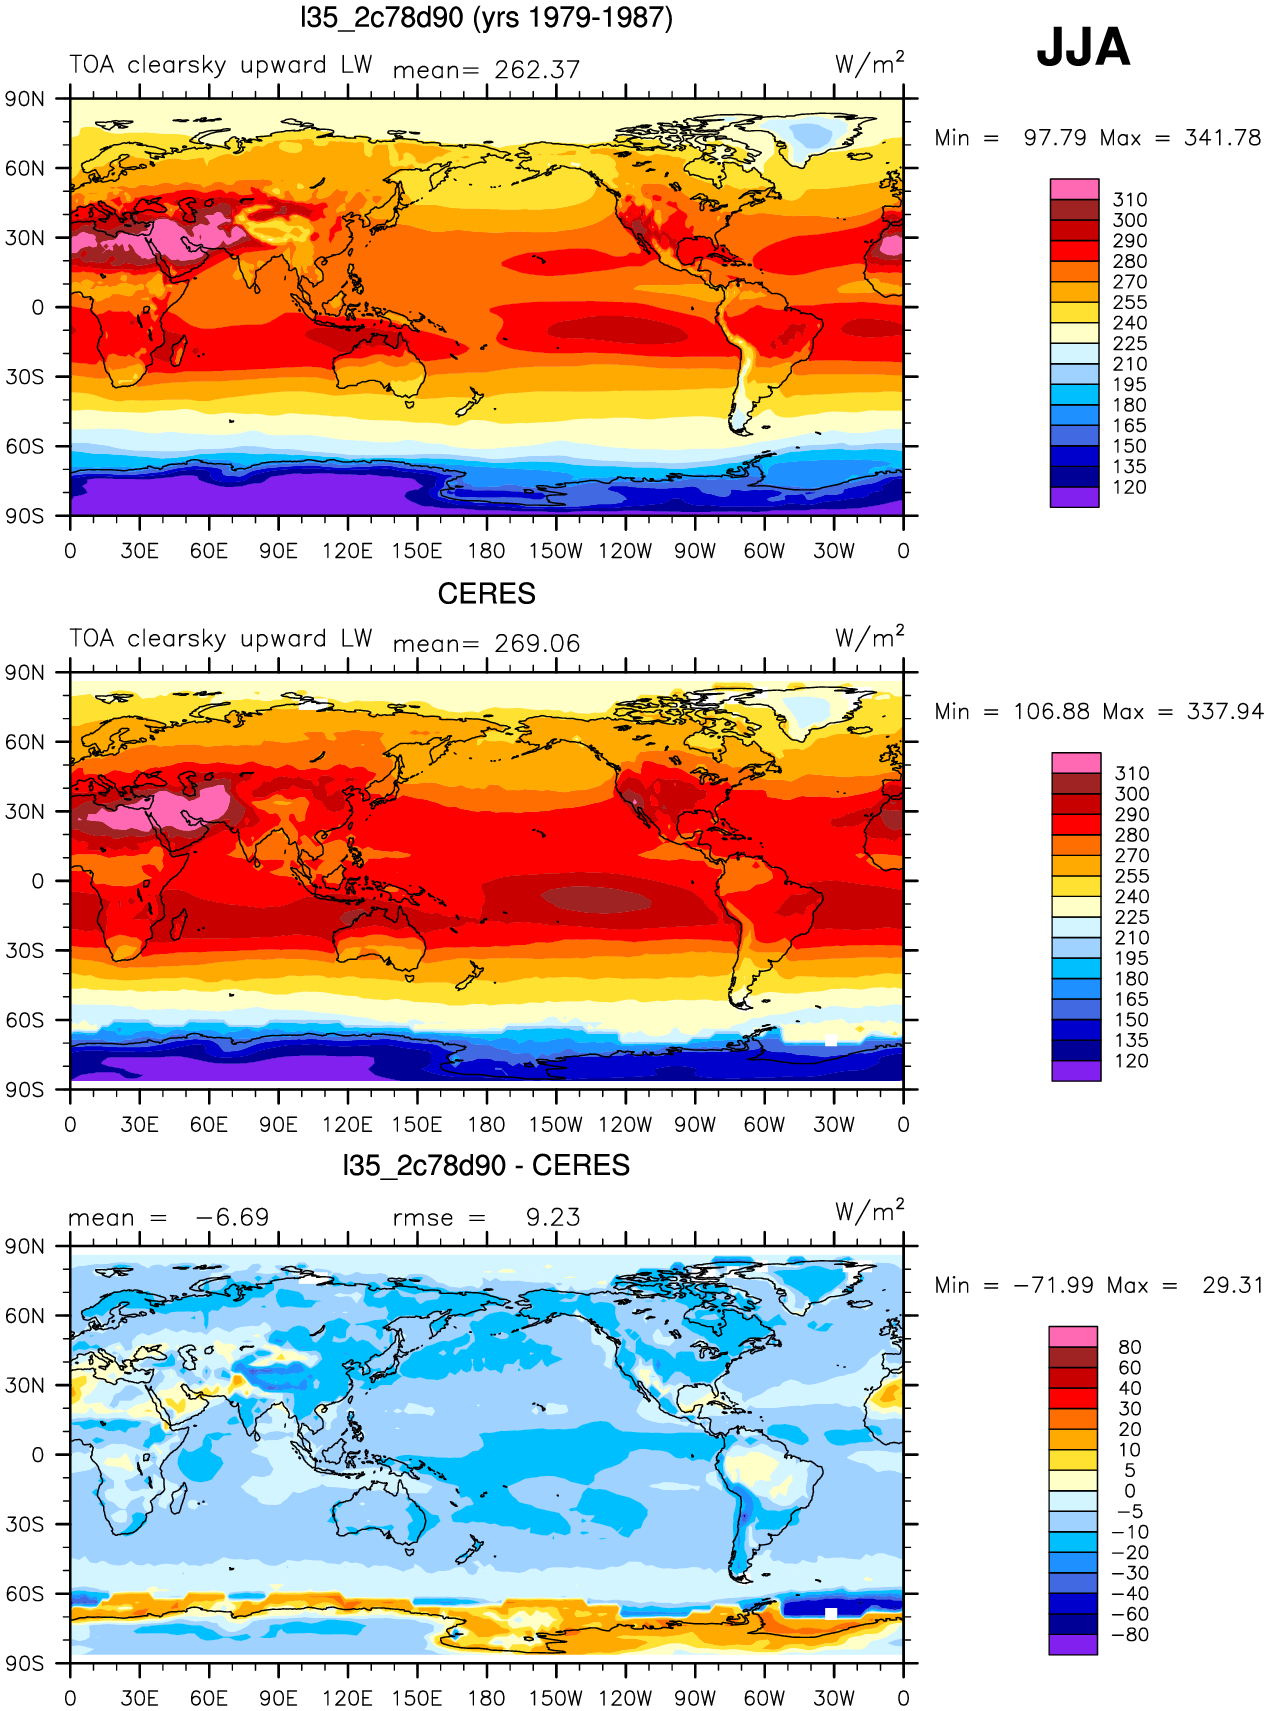 l35_2c78d90 (yrs 1979-1987)
JJA
TOA clearsky upward LW mean= 262.37 W/m²
Min = 97.79 Max = 341.78
90N
60N
30N
0
30S
60S
90S
0 30E 60E 90E 120E 150E 180 150W 120W 90W 60W 30W 0
310
300
290
280
270
255
240
225
210
195
180
165
150
135
120
CERES
TOA clearsky upward LW mean= 269.06 W/m²
Min = 106.88 Max = 337.94
90N
60N
30N
0
30S
60S
90S
0 30E 60E 90E 120E 150E 180 150W 120W 90W 60W 30W 0
310
300
290
280
270
255
240
225
210
195
180
165
150
135
120
l35_2c78d90 - CERES
mean = −6.69 rmse = 9.23 W/m²
Min = −71.99 Max = 29.31
90N
60N
30N
0
30S
60S
90S
0 30E 60E 90E 120E 150E 180 150W 120W 90W 60W 30W 0
80
60
40
30
20
10
5
0
−5
−10
−20
−30
−40
−60
−80